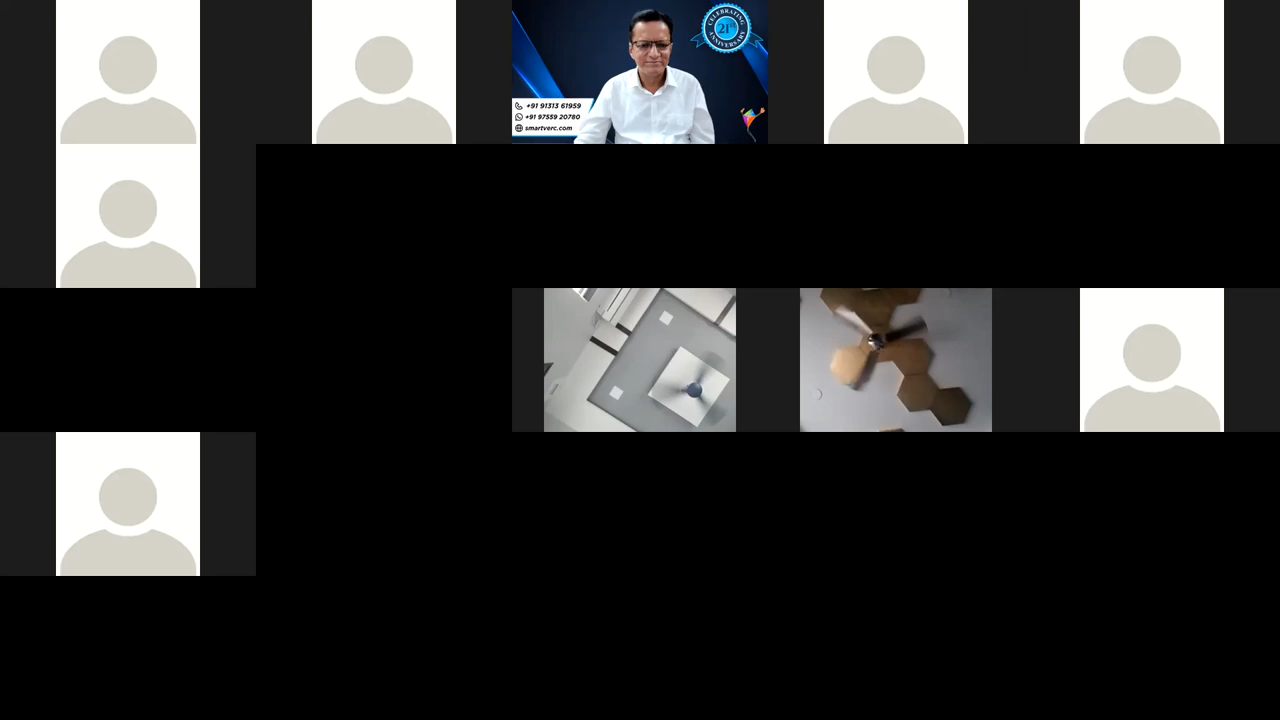 CELEBRATING
21st
ANNIVERSARY
+91 91313 61959
+91 97559 20780
smartverc.com